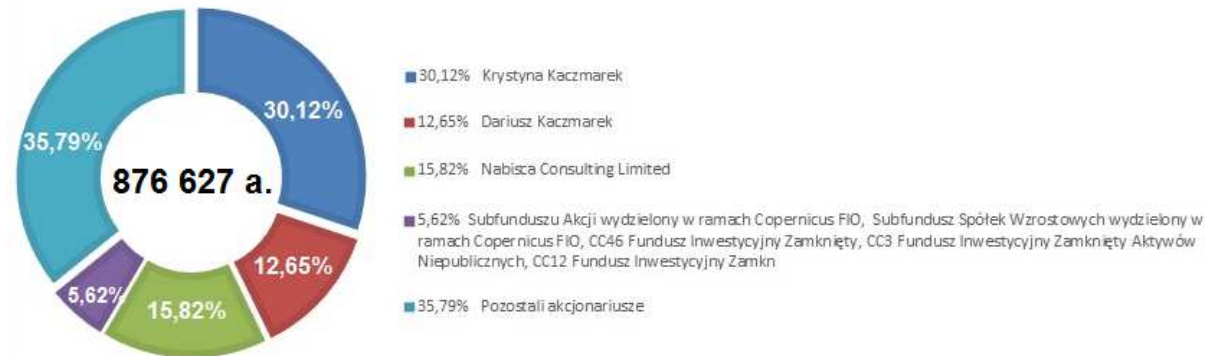 30,12%
35,79%
876 627 a.
12,65%
5,62%
15,82%
30,12% Krystyna Kaczmarek
12,65% Dariusz Kaczmarek
15,82% Nabisca Consulting Limited
5,62% Subfunduszu Akcji wydzielony w ramach Copernicus FIO, Subfundusz Spółek Wzrostowych wydzielony w
ramach Copernicus FIO, CC46 Fundusz Inwestycyjny Zamknięty, CC3 Fundusz Inwestycyjny Zamknięty Aktywów
Niepublicznych, CC12 Fundusz Inwestycyjny Zamkn
35,79% Pozostali akcjonariusze